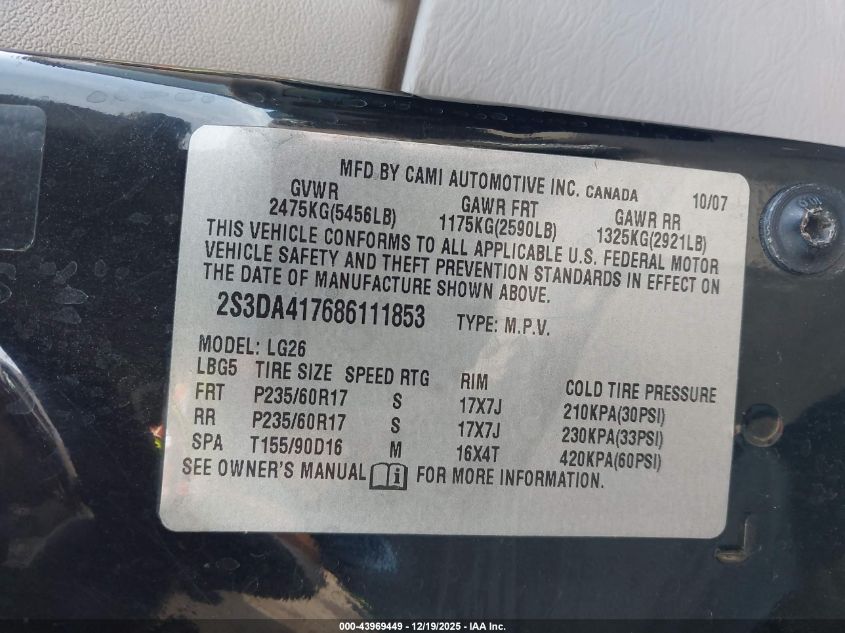 MFD BY CAMI AUTOMOTIVE INC. CANADA 10/07
GVWR GAWR FRT GAWR RR
2475KG(5456LB) 1175KG(2590LB) 1325KG(2921LB)
THIS VEHICLE CONFORMS TO ALL APPLICABLE U.S. FEDERAL MOTOR
VEHICLE SAFETY AND THEFT PREVENTION STANDARDS IN EFFECT ON
THE DATE OF MANUFACTURE SHOWN ABOVE.
2S3DA417686111853 TYPE: M.P.V.
MODEL: LG26
LBG5 TIRE SIZE SPEED RTG RIM COLD TIRE PRESSURE
FRT P235/60R17 S 17X7J 210KPA(30PSI)
RR P235/60R17 S 17X7J 230KPA(33PSI)
SPA T155/90D16 M 16X4T 420KPA(60PSI)
SEE OWNER'S MANUAL i FOR MORE INFORMATION.
000-43969449 - 12/19/2025 - IAA Inc.